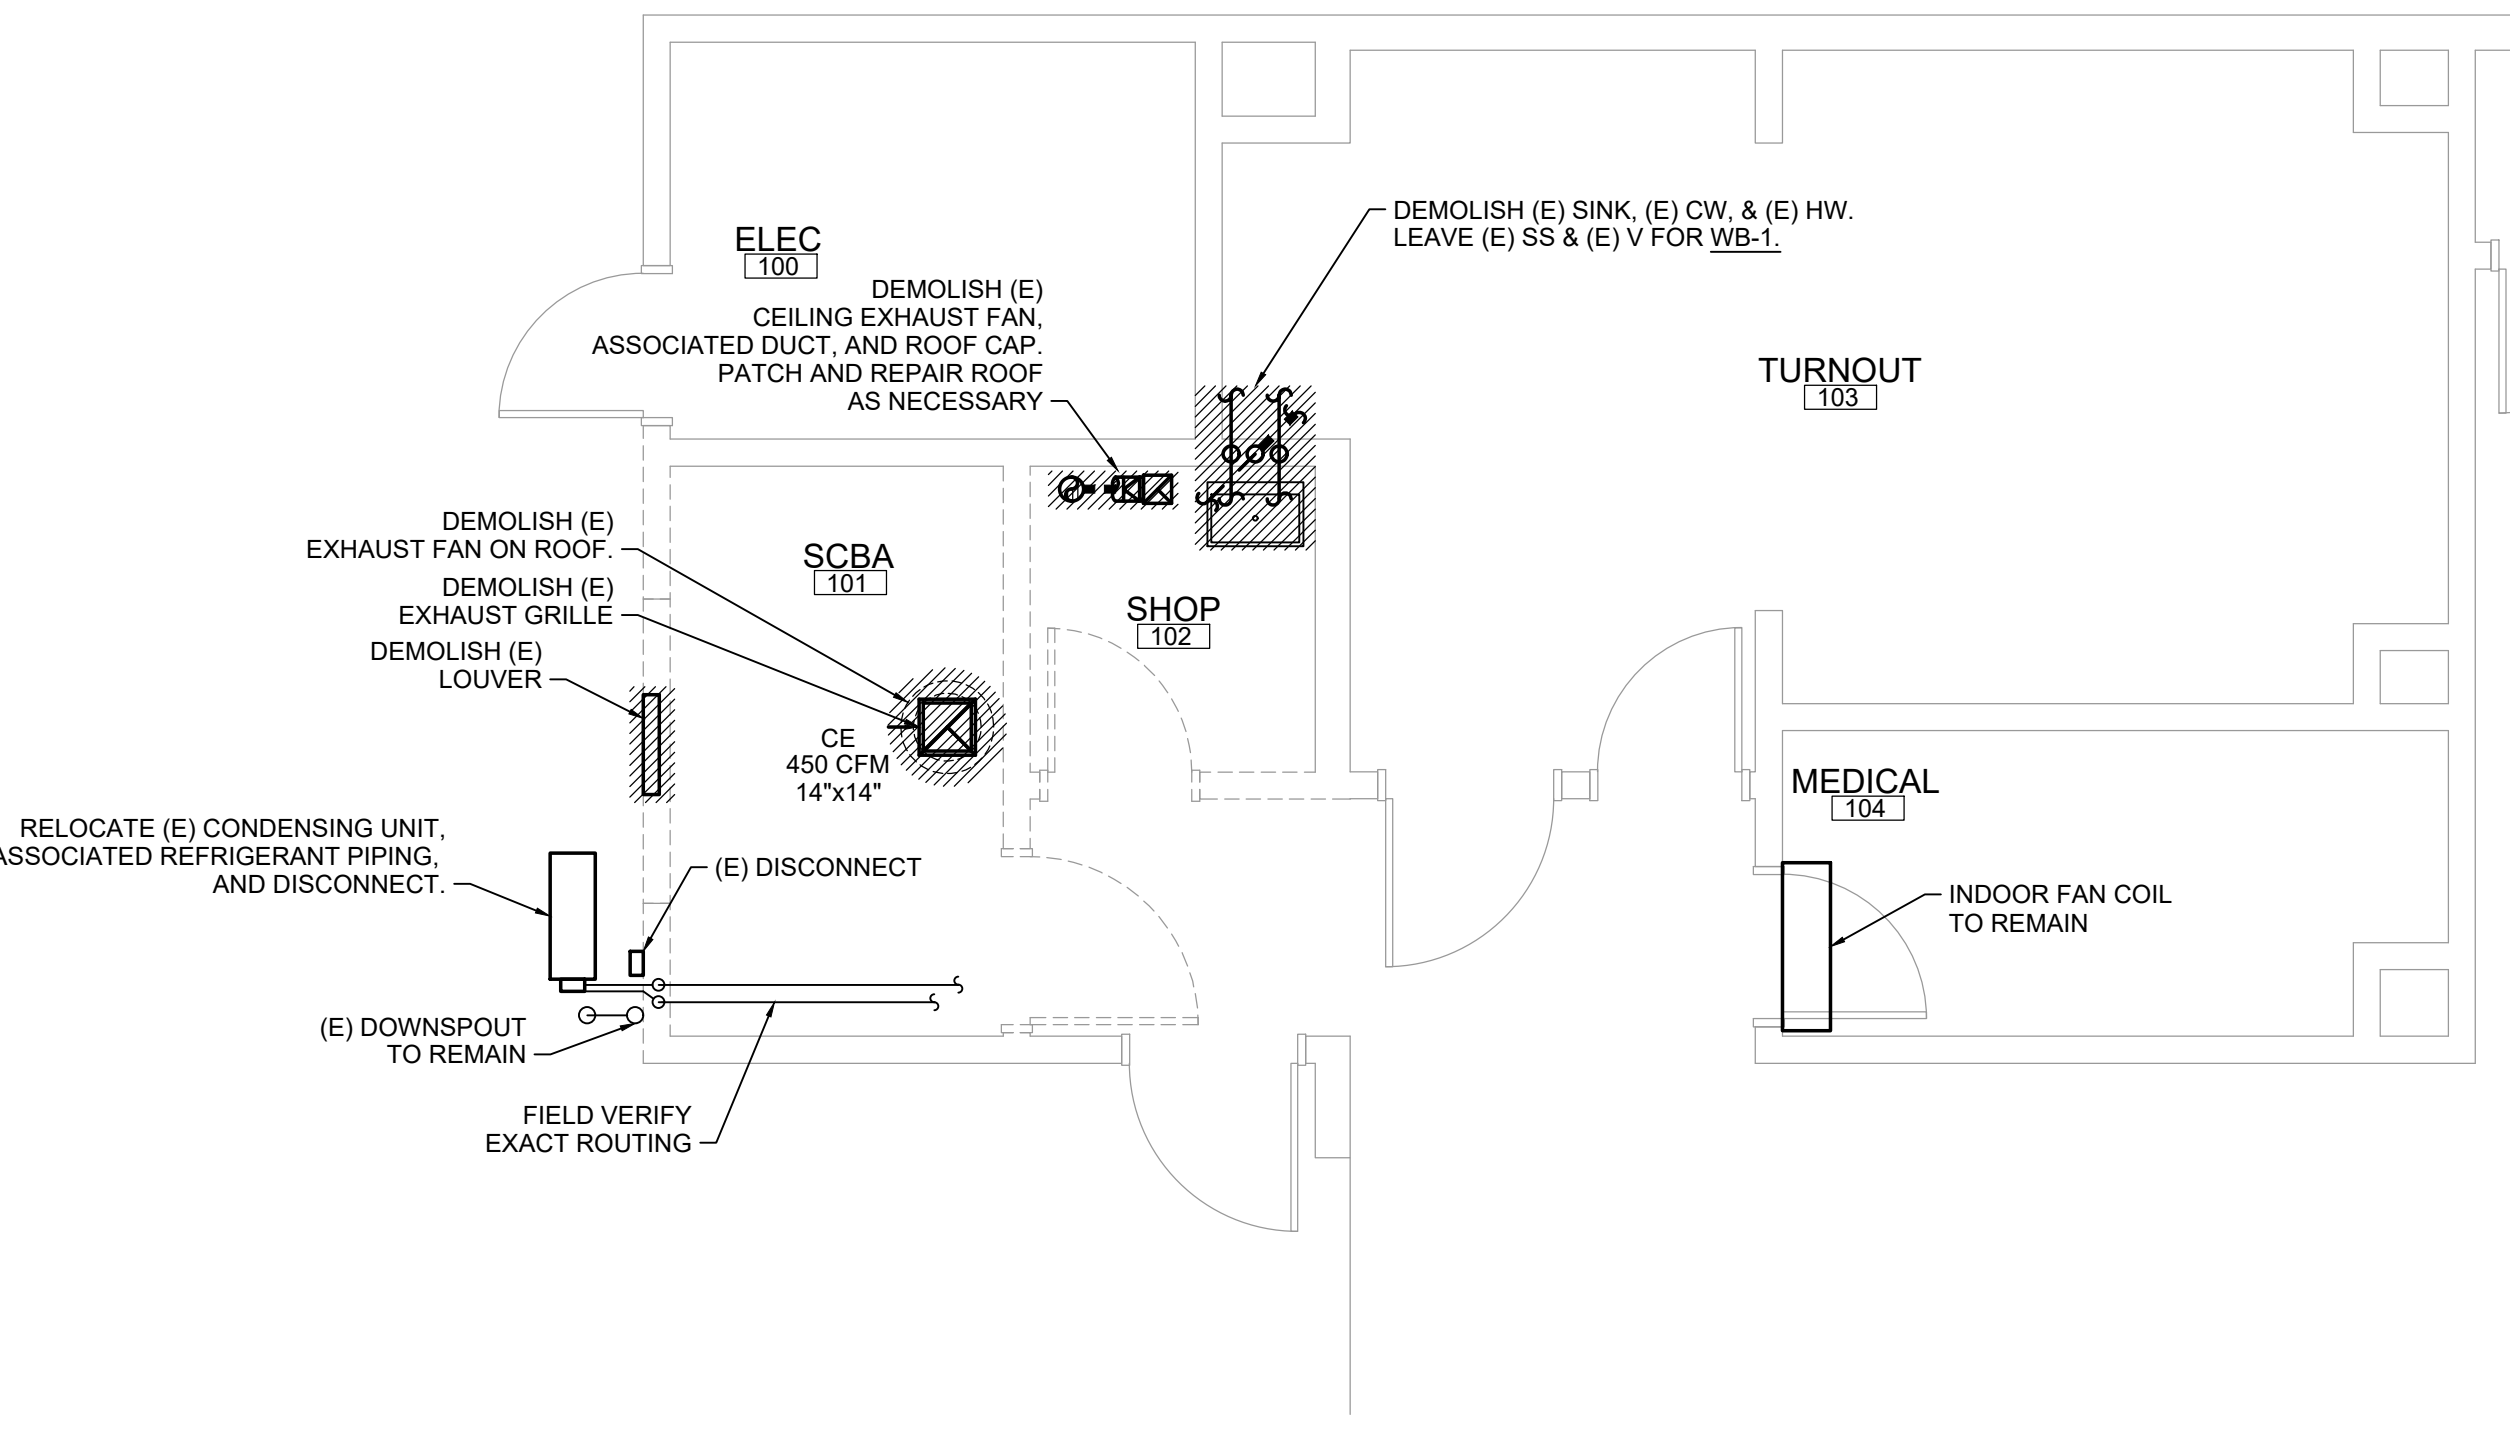 DEMOLISH (E) SINK, (E) CW, & (E) HW.
LEAVE (E) SS & (E) V FOR WB-1.
ELEC
100
DEMOLISH (E)
CEILING EXHAUST FAN,
ASSOCIATED DUCT, AND ROOF CAP.
PATCH AND REPAIR ROOF
AS NECESSARY
TURNOUT
103
DEMOLISH (E)
EXHAUST FAN ON ROOF.
DEMOLISH (E)
EXHAUST GRILLE
DEMOLISH (E)
LOUVER
SCBA
101
SHOP
102
CE
450 CFM
14"x14"
MEDICAL
104
RELOCATE (E) CONDENSING UNIT,
ASSOCIATED REFRIGERANT PIPING,
AND DISCONNECT.
(E) DISCONNECT
INDOOR FAN COIL
TO REMAIN
(E) DOWNSPOUT
TO REMAIN
FIELD VERIFY
EXACT ROUTING